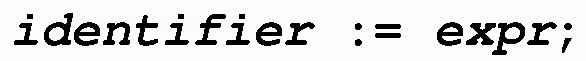 identifier := expr;